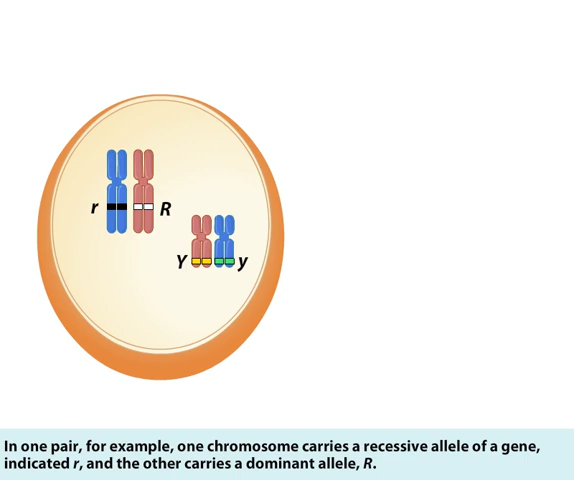 r R
Y y
In one pair, for example, one chromosome carries a recessive allele of a gene,
indicated r, and the other carries a dominant allele, R.